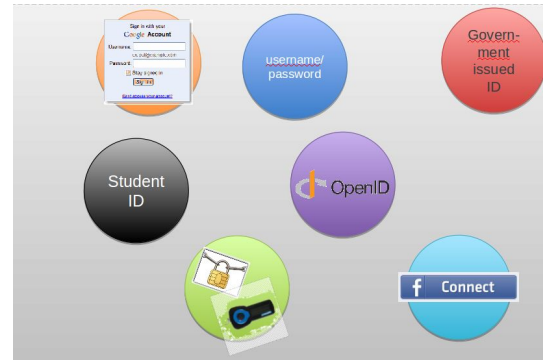 Sign in with your
Google Account
Username:
Password:
Stay signed in
Sign in
username/
password
Govern-
ment
issued
ID
Student
ID
OpenID
f Connect